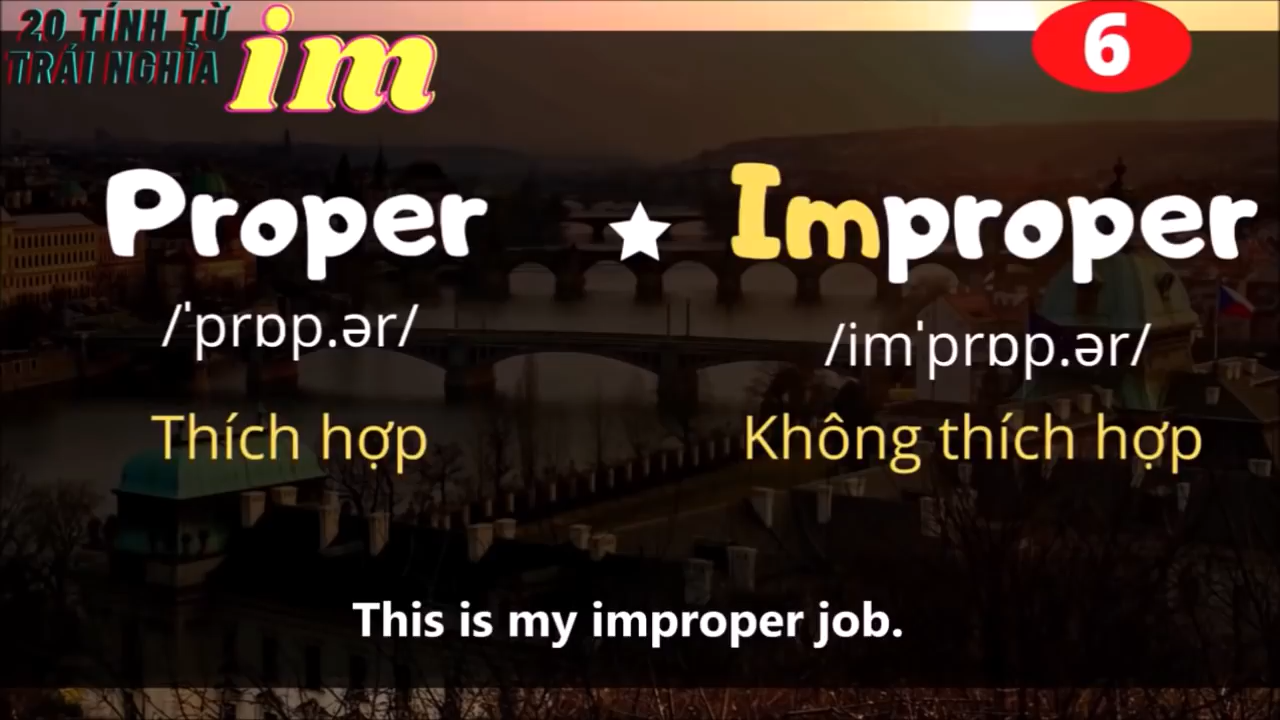 20 TÍNH TỪ
TRÁI NGHĨA
im
6
Proper
Improper
/ˈprɒp.ər/
/imˈprɒp.ər/
Thích hợp
Không thích hợp
This is my improper job.